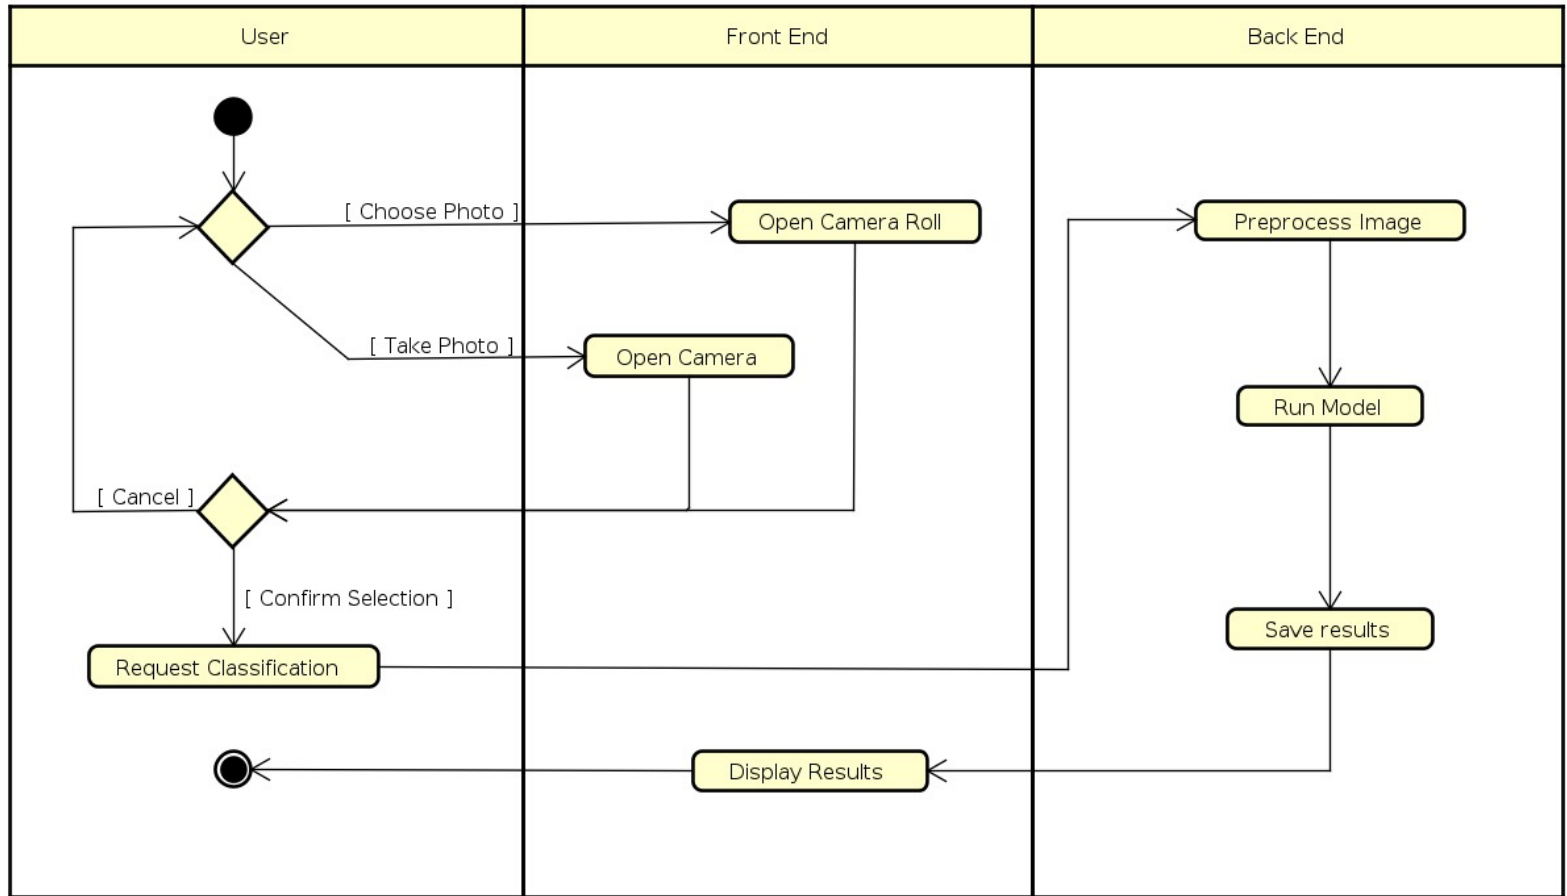 User
Front End
Back End
[ Choose Photo ]
Open Camera Roll
Preprocess Image
[ Take Photo ]
Open Camera
Run Model
[ Cancel ]
[ Confirm Selection ]
Save results
Request Classification
Display Results